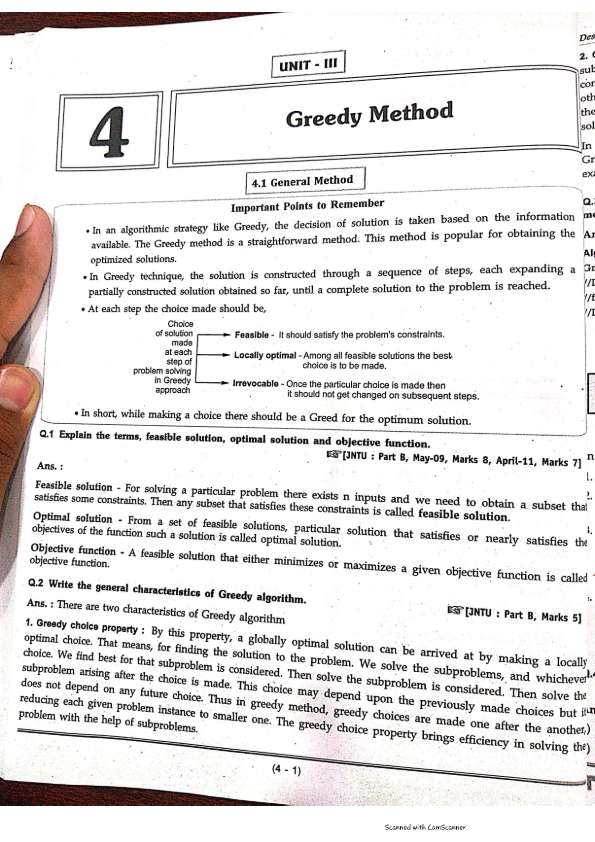 UNIT - III
4
Greedy Method
4.1 General Method
Important Points to Remember
• In an algorithmic strategy like Greedy, the decision of solution is taken based on the information
available. The Greedy method is a straightforward method. This method is popular for obtaining the
optimized solutions.
• In Greedy technique, the solution is constructed through a sequence of steps, each expanding a
partially constructed solution obtained so far, until a complete solution to the problem is reached.
• At each step the choice made should be,
Choice
of solution
made
at each
step of
problem solving
in Greedy
approach
Feasible - It should satisfy the problem's constraints.
Locally optimal - Among all feasible solutions the best
choice is to be made.
Irrevocable - Once the particular choice is made then
it should not get changed on subsequent steps.
• In short, while making a choice there should be a Greed for the optimum solution.
Q.1 Explain the terms, feasible solution, optimal solution and objective function.
[JNTU : Part B, May-09, Marks 8, April-11, Marks 7]
Ans. :
Feasible solution - For solving a particular problem there exists n inputs and we need to obtain a subset that
satisfies some constraints. Then any subset that satisfies these constraints is called feasible solution.
Optimal solution - From a set of feasible solutions, particular solution that satisfies or nearly satisfies the
objectives of the function such a solution is called optimal solution.
Objective function - A feasible solution that either minimizes or maximizes a given objective function is called
objective function.
Q.2 Write the general characteristics of Greedy algorithm.
[JNTU : Part B, Marks 5]
Ans. : There are two characteristics of Greedy algorithm
1. Greedy choice property : By this property, a globally optimal solution can be arrived at by making a locally
optimal choice. That means, for finding the solution to the problem. We solve the subproblems, and whichever
choice. We find best for that subproblem is considered. Then solve the subproblem is considered. Then solve the
subproblem arising after the choice is made. This choice may depend upon the previously made choices but it
does not depend on any future choice. Thus in greedy method, greedy choices are made one after the another,
reducing each given problem instance to smaller one. The greedy choice property brings efficiency in solving the
problem with the help of subproblems.
(4 - 1)
Scanned with CamScanner